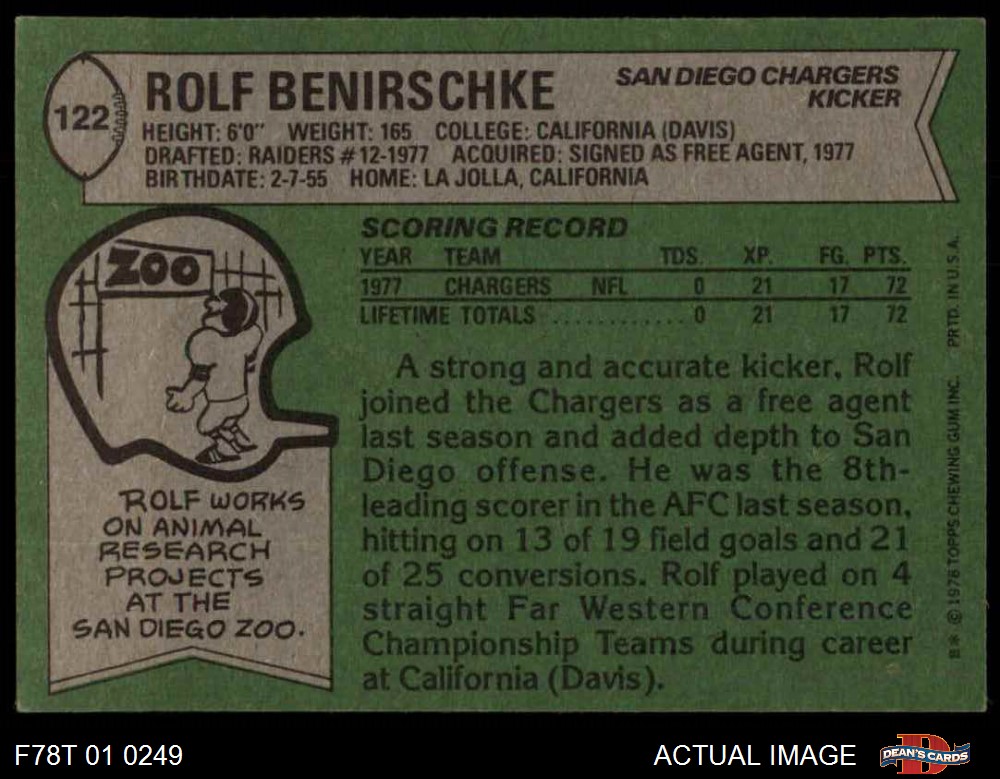 122
ROLF BENIRSCHKE
SAN DIEGO CHARGERS
KICKER
HEIGHT: 6'0" WEIGHT: 165 COLLEGE: CALIFORNIA (DAVIS)
DRAFTED: RAIDERS #12-1977 ACQUIRED: SIGNED AS FREE AGENT, 1977
BIRTHDATE: 2-7-55 HOME: LA JOLLA, CALIFORNIA
ZOO
ROLF WORKS
ON ANIMAL
RESEARCH
PROJECTS
AT THE
SAN DIEGO ZOO.
SCORING RECORD
YEAR TEAM TDS. XP. FG. PTS.
1977 CHARGERS NFL 0 21 17 72
LIFETIME TOTALS ............. 0 21 17 72
A strong and accurate kicker, Rolf
joined the Chargers as a free agent
last season and added depth to San
Diego offense. He was the 8th-
leading scorer in the AFC last season,
hitting on 13 of 19 field goals and 21
of 25 conversions. Rolf played on 4
straight Far Western Conference
Championship Teams during career
at California (Davis).
B* © 1978 TOPPS CHEWING GUM INC. PRTD. IN U.S.A.
F78T 01 0249
ACTUAL IMAGE
DEAN'S CARDS